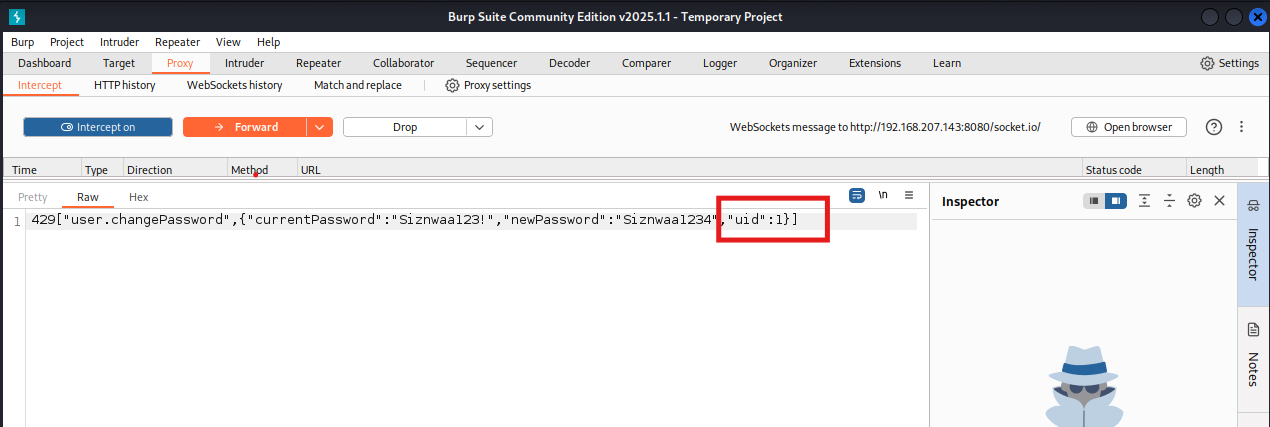 Burp Suite Community Edition v2025.1.1 - Temporary Project
Burp Project Intruder Repeater View Help
Dashboard Target Proxy Intruder Repeater Collaborator Sequencer Decoder Comparer Logger Organizer Extensions Learn Settings
Intercept HTTP history WebSockets history Match and replace Proxy settings
Intercept on Forward Drop WebSockets message to http://192.168.207.143:8080/socket.io/ Open browser
Time Type Direction Method URL Status code Length
Pretty Raw Hex \n
Inspector
1 429["user.changePassword",{"currentPassword":"Siznwaa123!","newPassword":"Siznwaa1234","uid":1}]
Inspector
Notes